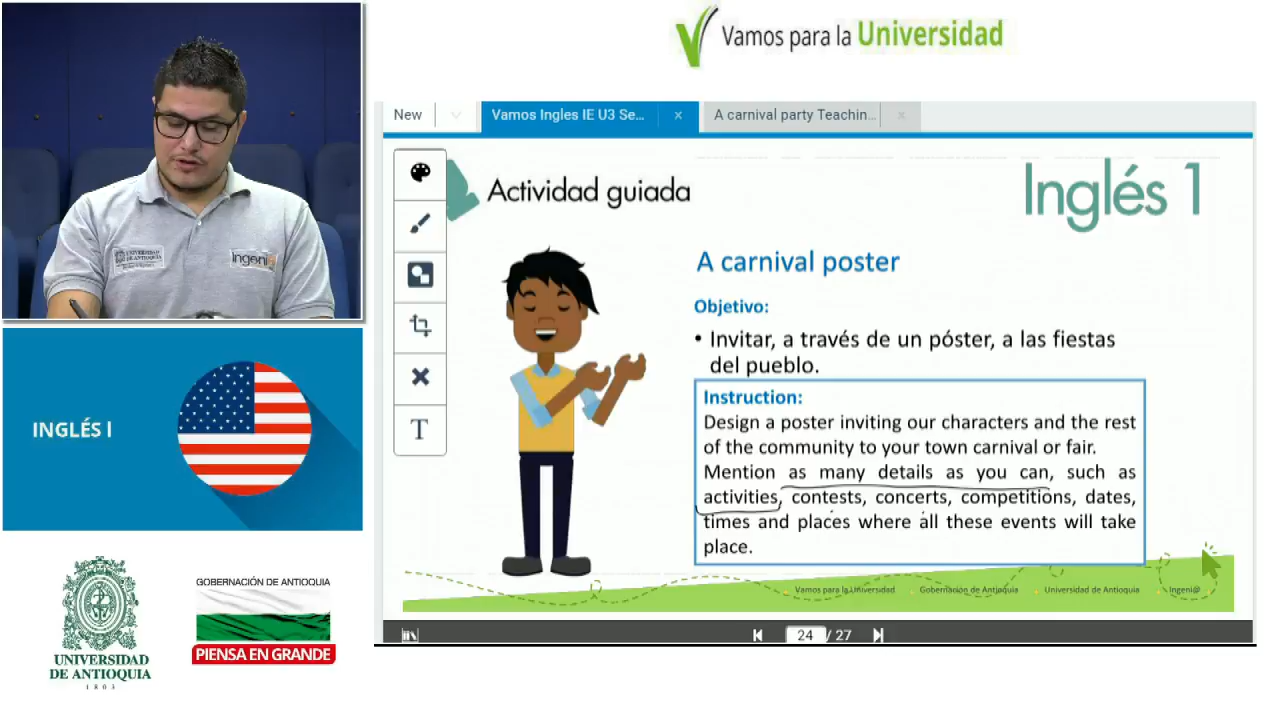 Vamos para la Universidad
New
Vamos Ingles IE U3 Se...
A carnival party Teachin...
Actividad guiada
Inglés 1
A carnival poster
Objetivo:
• Invitar, a través de un póster, a las fiestas
del pueblo.
Instruction:
Design a poster inviting our characters and the rest
of the community to your town carnival or fair.
Mention as many details as you can, such as
activities, contests, concerts, competitions, dates,
times and places where all these events will take
place.
Vamos para la Universidad
Gobernación de Antioquia
Universidad de Antioquia
Ingeni@
24 / 27
T
UNIVERSIDAD
DE ANTIOQUIA
ingeni@
INGLÉS I
UNIVERSIDAD
DE ANTIOQUIA
1803
GOBERNACIÓN DE ANTIOQUIA
PIENSA EN GRANDE